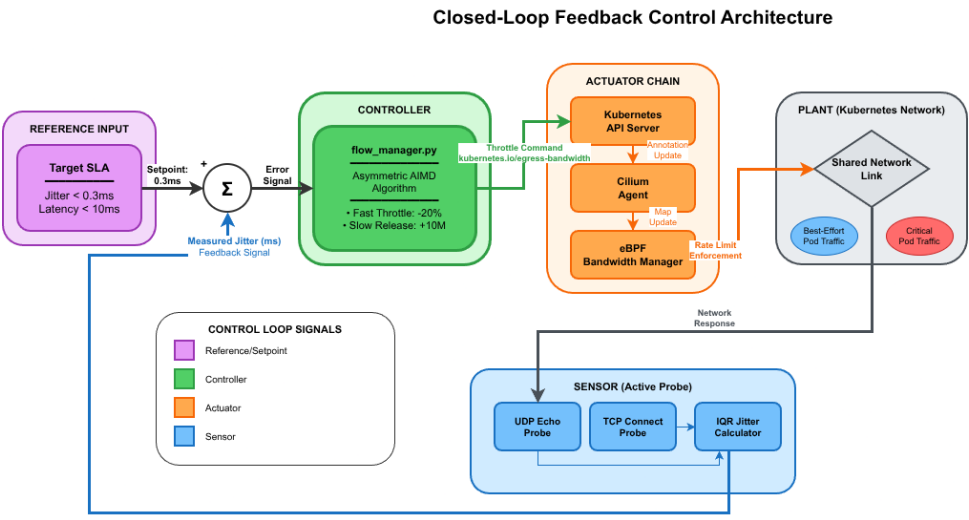 Closed-Loop Feedback Control Architecture
REFERENCE INPUT
Target SLA
Jitter < 0.3ms
Latency < 10ms
Setpoint:
0.3ms
+
Σ
Error
Signal
Measured Jitter (ms)
Feedback Signal
CONTROLLER
flow_manager.py
Asymmetric AIMD
Algorithm
• Fast Throttle: -20%
• Slow Release: +10M
Throttle Command
kubernetes.io/egress-bandwidth
ACTUATOR CHAIN
Kubernetes
API Server
Annotation
Update
Cilium
Agent
Map
Update
eBPF
Bandwidth Manager
Rate Limit
Enforcement
PLANT (Kubernetes Network)
Shared Network
Link
Best-Effort
Pod Traffic
Critical
Pod Traffic
Network
Response
CONTROL LOOP SIGNALS
Reference/Setpoint
Controller
Actuator
Sensor
SENSOR (Active Probe)
UDP Echo
Probe
TCP Connect
Probe
IQR Jitter
Calculator